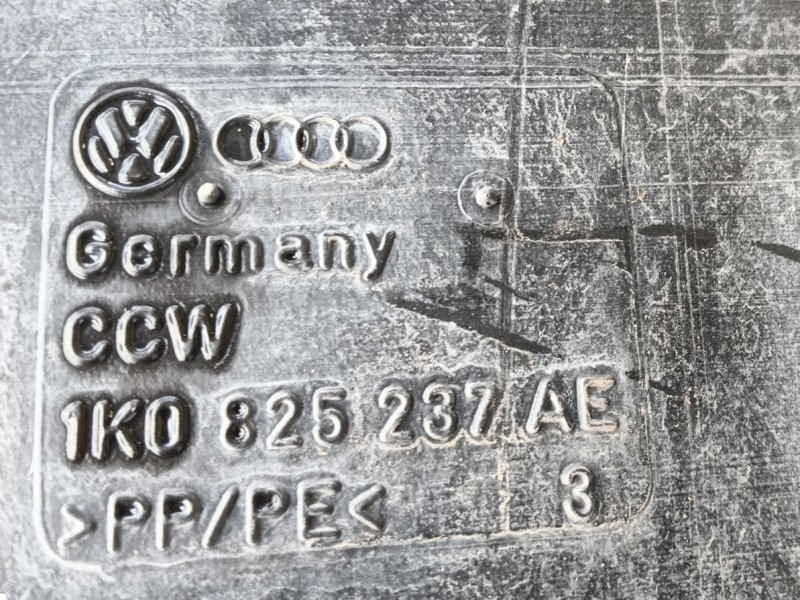 Germany
CCW
1K0 825 237 AE
>PP/PE< 3